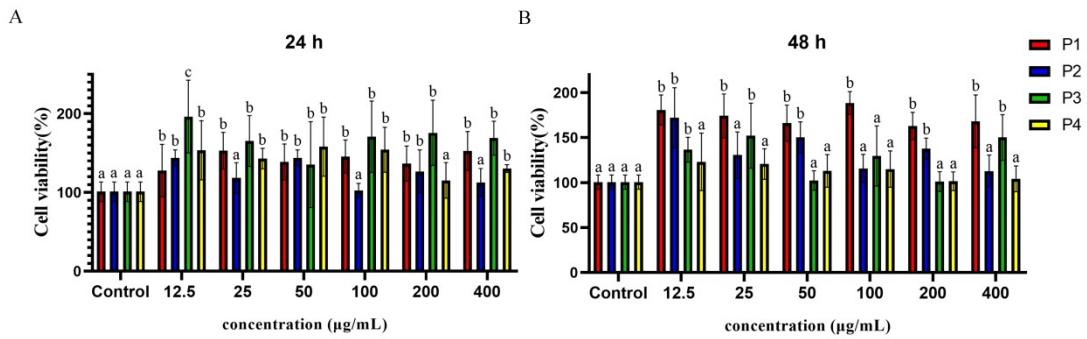 A
24 h
Cell viability(%)
200
100
0
a a a a
b b c b
b a b b
b b b b
b a b b
b b b a
b a b b
Control 12.5 25 50 100 200 400
concentration (μg/mL)
B
48 h
Cell viability(%)
200
150
100
50
0
a a a a
b b b a
b a b a
b b a a
b a a a
b b a a
b a b a
Control 12.5 25 50 100 200 400
concentration (μg/mL)
P1
P2
P3
P4